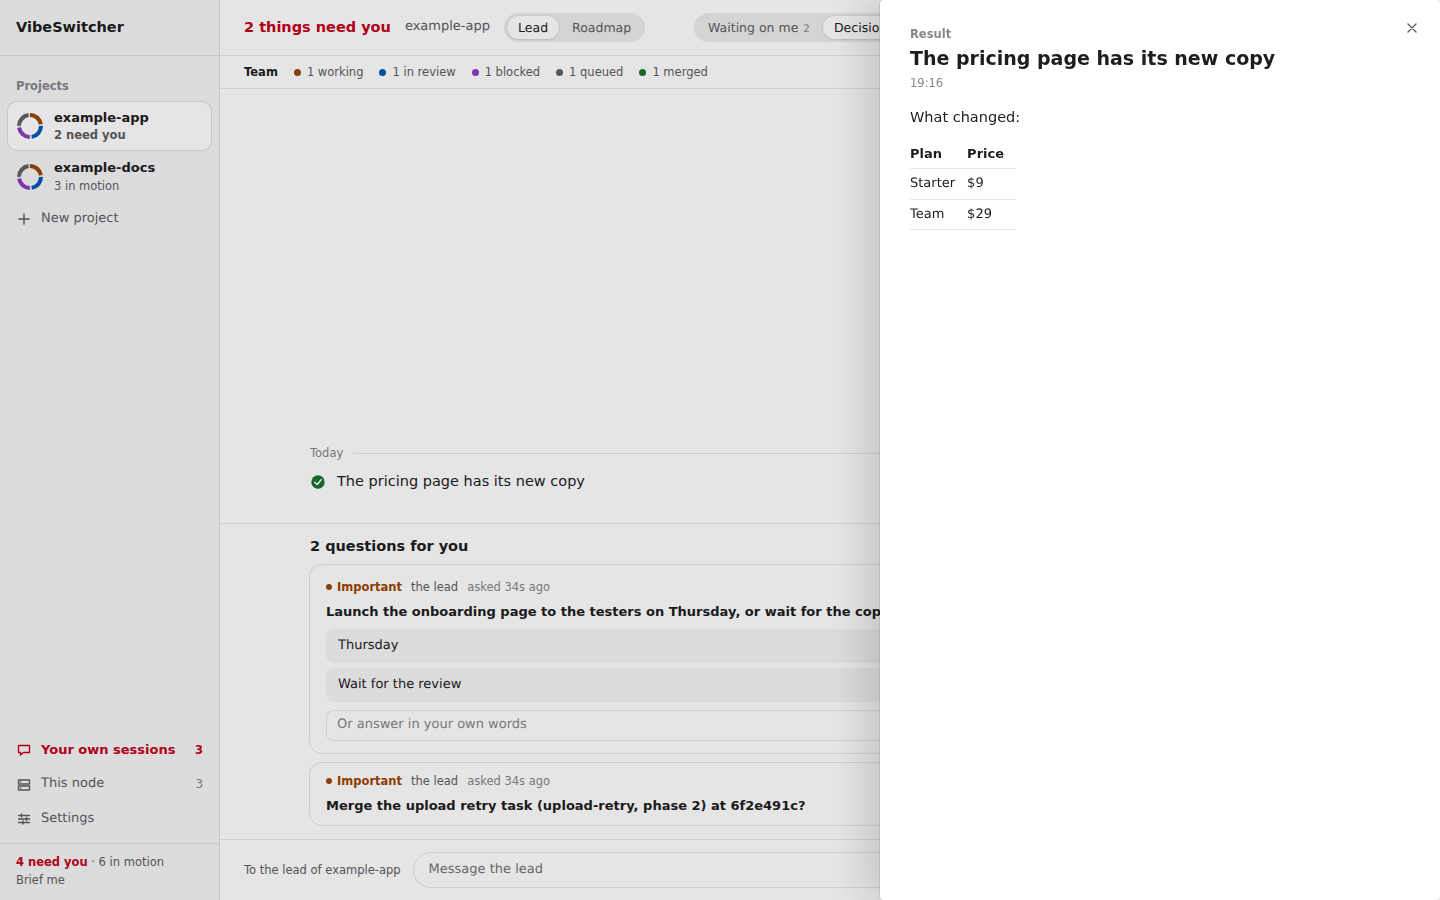 VibeSwitcher
Projects
example-app
2 need you
example-docs
3 in motion
New project
Your own sessions 3
This node 3
Settings
4 need you · 6 in motion
Brief me
2 things need you example-app Lead Roadmap Waiting on me 2
Team 1 working 1 in review 1 blocked 1 queued 1 merged
Today
The pricing page has its new copy
2 questions for you
Important the lead asked 34s ago
Launch the onboarding page to the testers on Thursday, or wait for the
Thursday
Wait for the review
Or answer in your own words
Important the lead asked 34s ago
Merge the upload retry task (upload-retry, phase 2) at 6f2e491c?
To the lead of example-app Message the lead
Result
The pricing page has its new copy
19:16
What changed:
Plan Price
Starter $9
Team $29